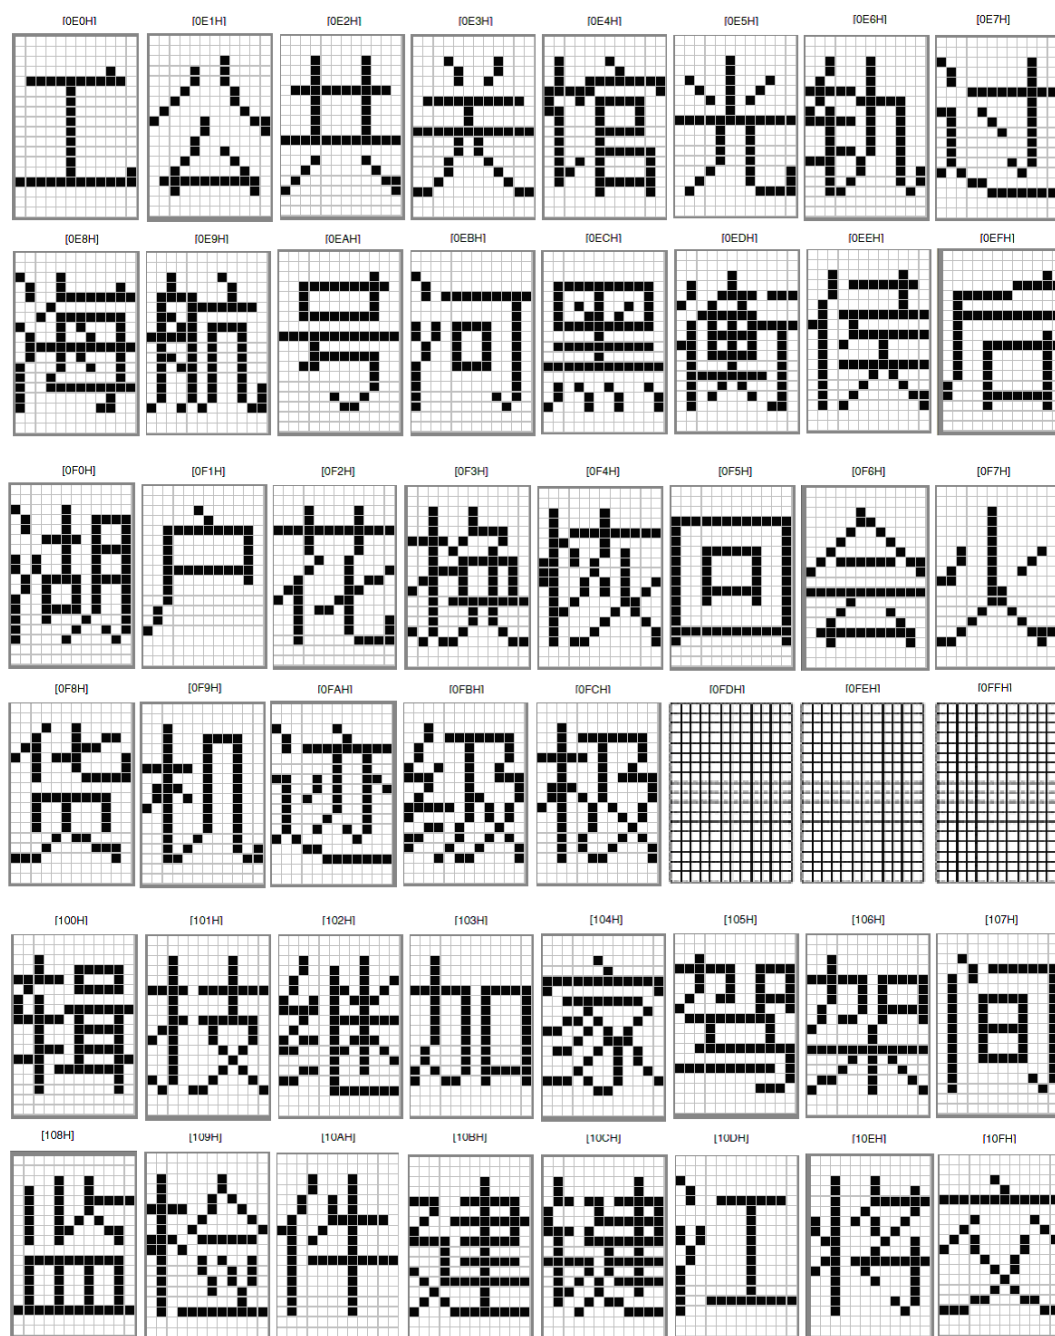 [0E0H] [0E1H] [0E2H] [0E3H] [0E4H] [0E5H] [0E6H] [0E7H]
工 公 共 关 馆 光 轨 过
[0E8H] [0E9H] [0EAH] [0EBH] [0ECH] [0EDH] [0EEH] [0EFH]
海 航 号 河 黑 衡 候 后
[0F0H] [0F1H] [0F2H] [0F3H] [0F4H] [0F5H] [0F6H] [0F7H]
湖 户 花 换 恢 回 会 火
[0F8H] [0F9H] [0FAH] [0FBH] [0FCH] [0FDH] [0FEH] [0FFH]
货 机 迹 级 极
[100H] [101H] [102H] [103H] [104H] [105H] [106H] [107H]
辑 技 继 加 家 驾 架 间
[108H] [109H] [10AH] [10BH] [10CH] [10DH] [10EH] [10FH]
监 检 件 建 键 江 将 交